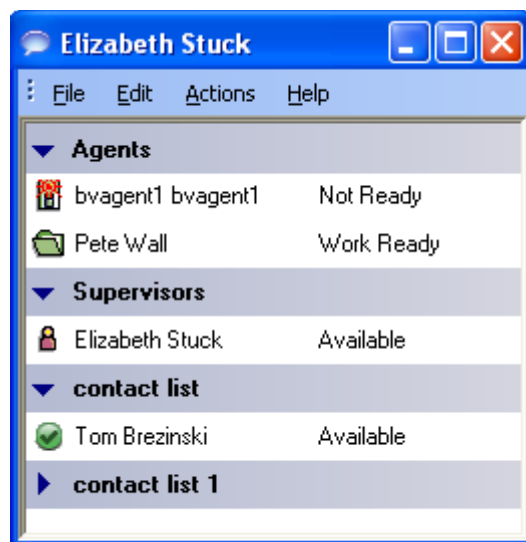 Elizabeth Stuck
File Edit Actions Help
Agents
bvagent1 bvagent1 Not Ready
Pete Wall Work Ready
Supervisors
Elizabeth Stuck Available
contact list
Tom Brezinski Available
contact list 1